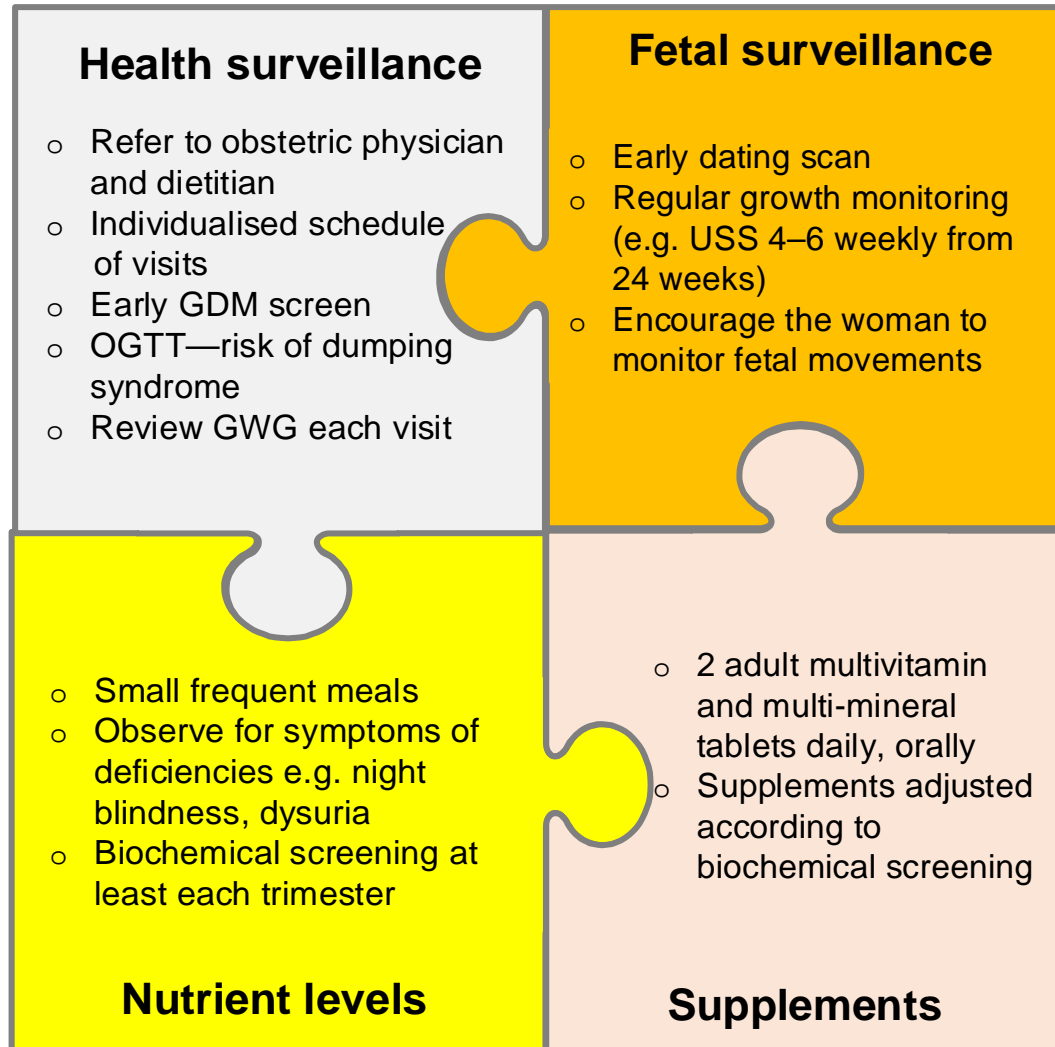 Health surveillance
o Refer to obstetric physician
and dietitian
o Individualised schedule
of visits
o Early GDM screen
o OGTT—risk of dumping
syndrome
o Review GWG each visit
Fetal surveillance
o Early dating scan
o Regular growth monitoring
(e.g. USS 4–6 weekly from
24 weeks)
o Encourage the woman to
monitor fetal movements
o Small frequent meals
o Observe for symptoms of
deficiencies e.g. night
blindness, dysuria
o Biochemical screening at
least each trimester
Nutrient levels
o 2 adult multivitamin
and multi-mineral
tablets daily, orally
o Supplements adjusted
according to
biochemical screening
Supplements